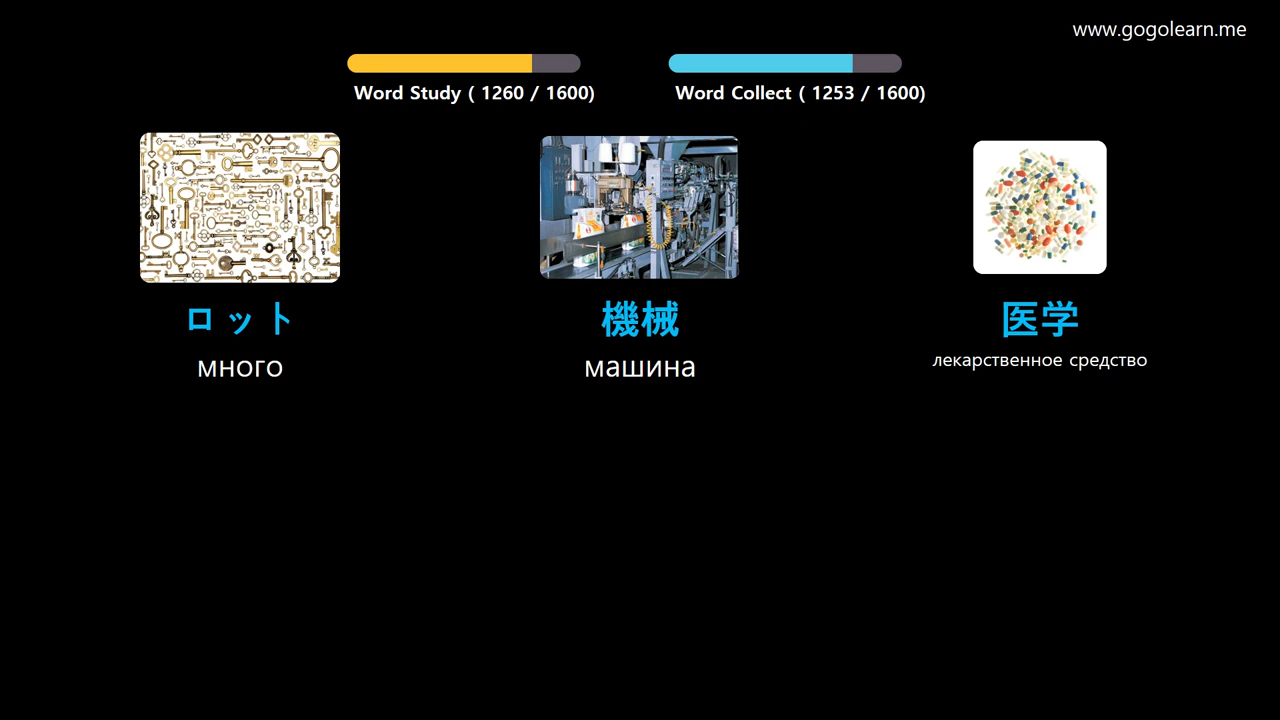 www.gogolearn.me
Word Study ( 1260 / 1600)
Word Collect ( 1253 / 1600)
ロット
機械
医学
много
машина
лекарственное средство